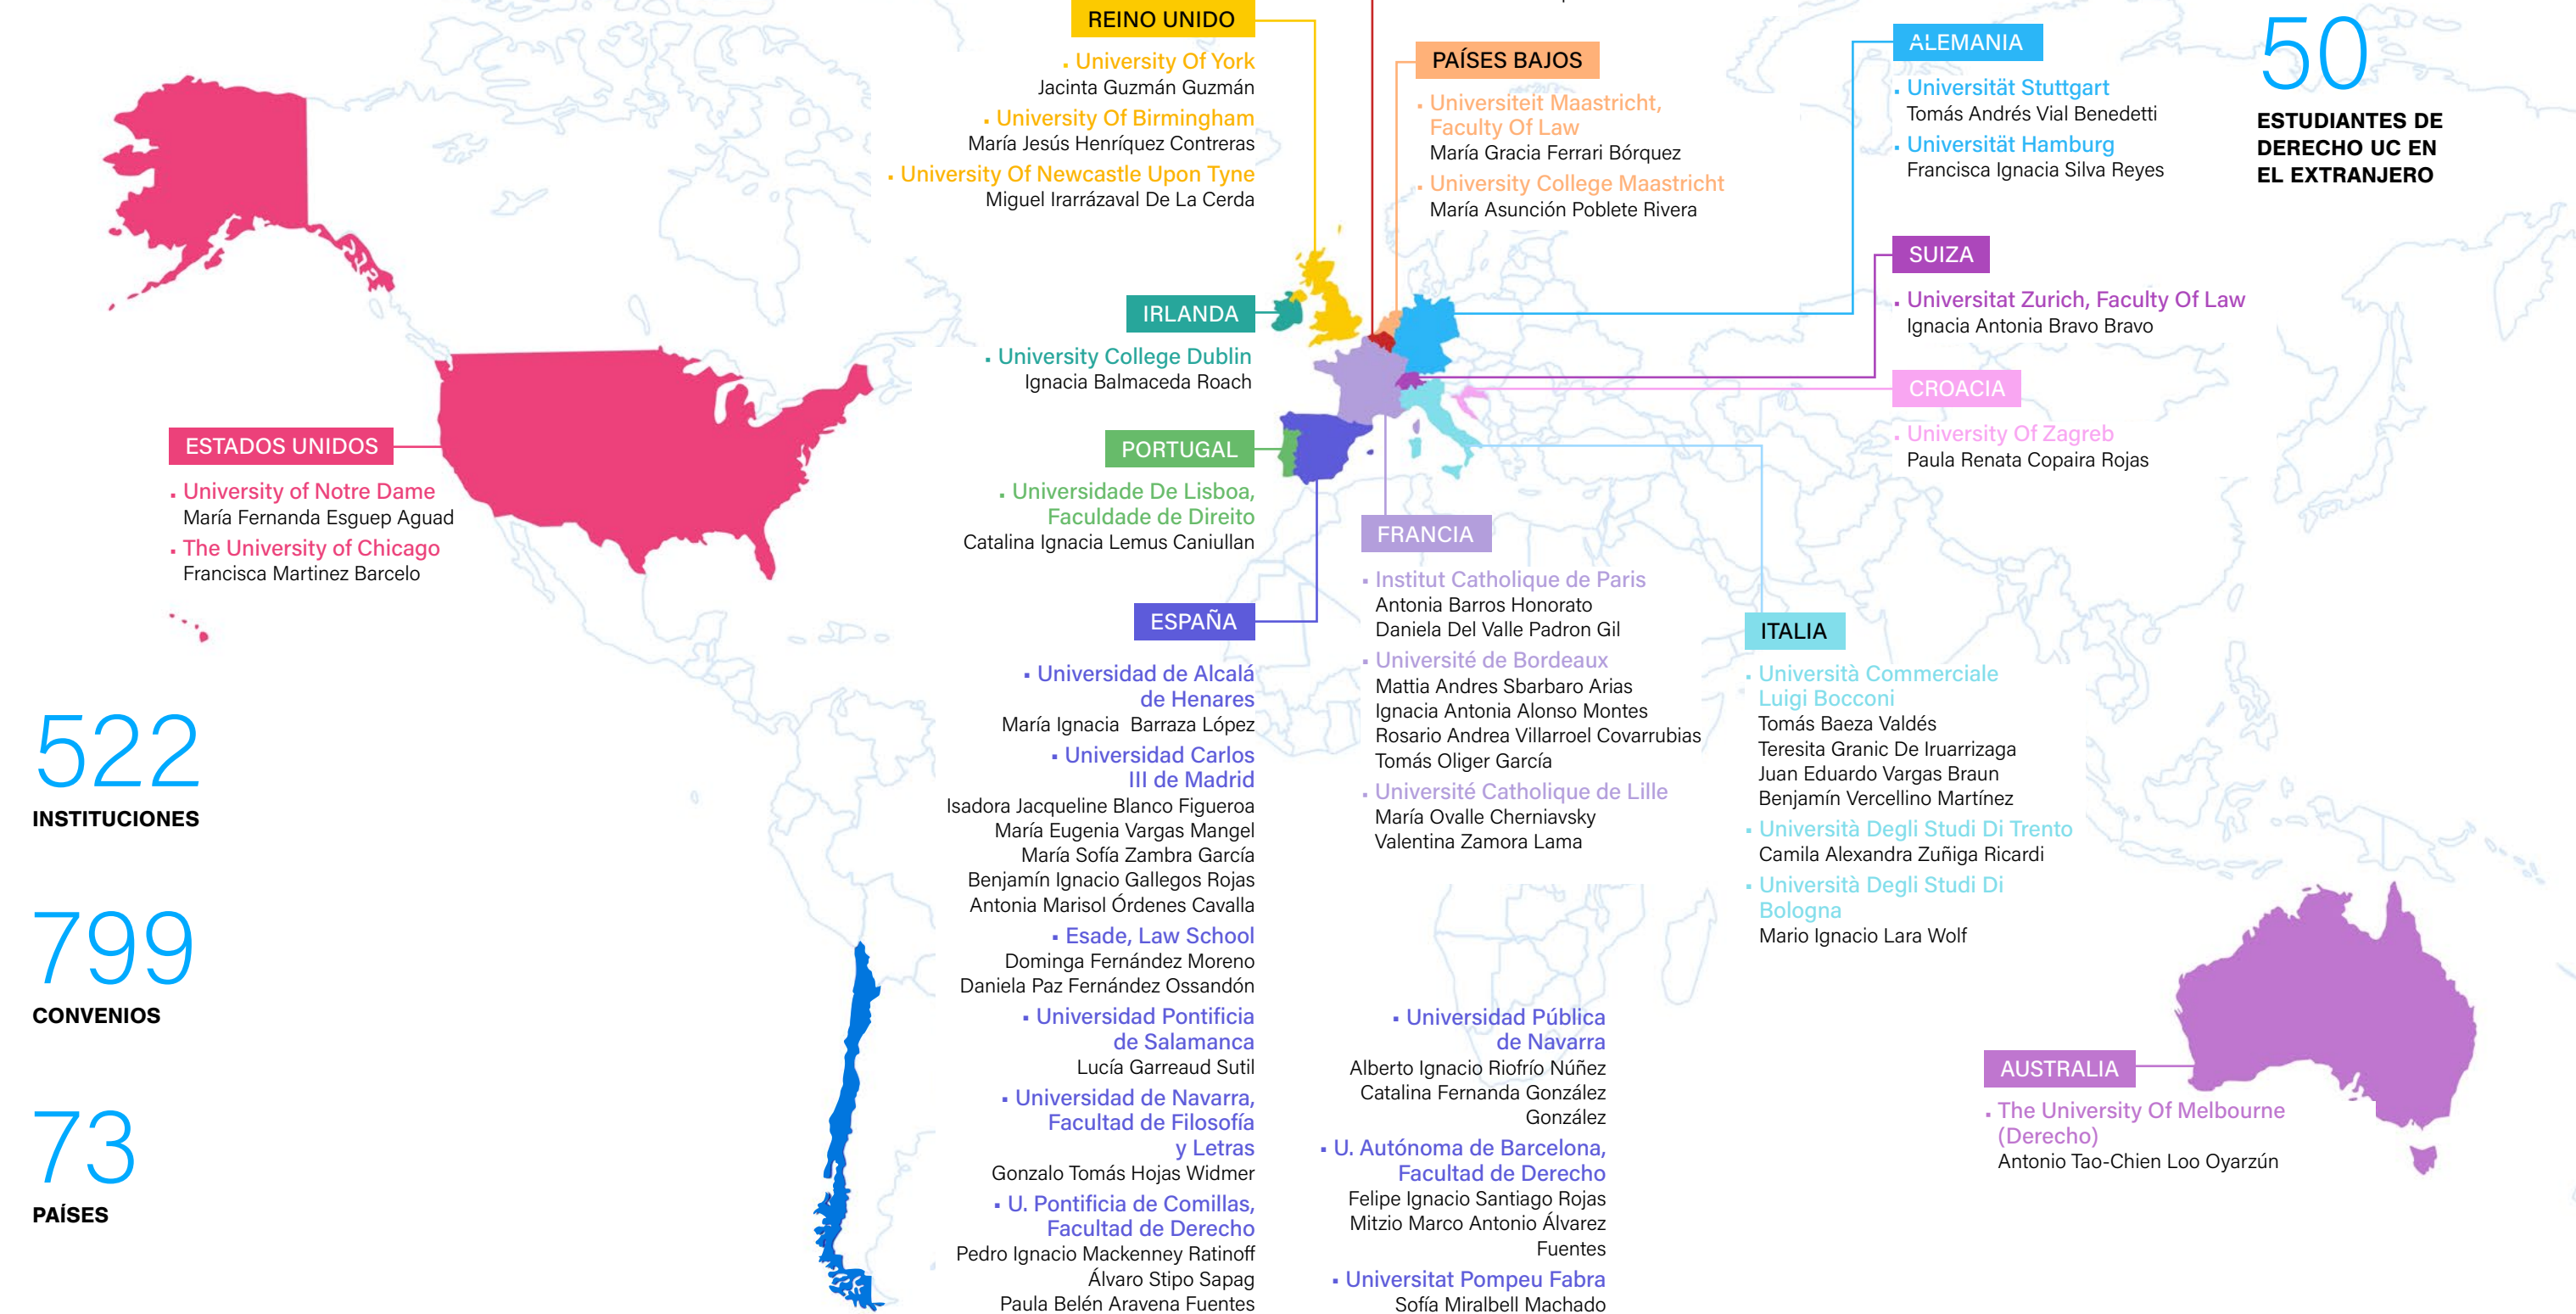 REINO UNIDO
▪ University Of York
Jacinta Guzmán Guzmán
▪ University Of Birmingham
María Jesús Henríquez Contreras
▪ University Of Newcastle Upon Tyne
Miguel Irarrázaval De La Cerda
PAÍSES BAJOS
▪ Universiteit Maastricht,
Faculty Of Law
María Gracia Ferrari Bórquez
▪ University College Maastricht
María Asunción Poblete Rivera
ALEMANIA
▪ Universität Stuttgart
Tomás Andrés Vial Benedetti
▪ Universität Hamburg
Francisca Ignacia Silva Reyes
50
ESTUDIANTES DE
DERECHO UC EN
EL EXTRANJERO
SUIZA
▪ Universitat Zurich, Faculty Of Law
Ignacia Antonia Bravo Bravo
CROACIA
▪ University Of Zagreb
Paula Renata Copaira Rojas
IRLANDA
▪ University College Dublin
Ignacia Balmaceda Roach
ESTADOS UNIDOS
▪ University of Notre Dame
María Fernanda Esguep Aguad
▪ The University of Chicago
Francisca Martinez Barcelo
PORTUGAL
▪ Universidade De Lisboa,
Faculdade de Direito
Catalina Ignacia Lemus Caniullan
FRANCIA
▪ Institut Catholique de Paris
Antonia Barros Honorato
Daniela Del Valle Padron Gil
▪ Université de Bordeaux
Mattia Andres Sbarbaro Arias
Ignacia Antonia Alonso Montes
Rosario Andrea Villarroel Covarrubias
Tomás Oliger García
▪ Université Catholique de Lille
María Ovalle Cherniavsky
Valentina Zamora Lama
ITALIA
▪ Università Commerciale
Luigi Bocconi
Tomás Baeza Valdés
Teresita Granic De Iruarrizaga
Juan Eduardo Vargas Braun
Benjamín Vercellino Martínez
▪ Università Degli Studi Di Trento
Camila Alexandra Zuñiga Ricardi
▪ Università Degli Studi Di
Bologna
Mario Ignacio Lara Wolf
ESPAÑA
▪ Universidad de Alcalá
de Henares
María Ignacia Barraza López
▪ Universidad Carlos
III de Madrid
Isadora Jacqueline Blanco Figueroa
María Eugenia Vargas Mangel
María Sofía Zambra García
Benjamín Ignacio Gallegos Rojas
Antonia Marisol Órdenes Cavalla
▪ Esade, Law School
Dominga Fernández Moreno
Daniela Paz Fernández Ossandón
▪ Universidad Pontificia
de Salamanca
Lucía Garreaud Sutil
▪ Universidad de Navarra,
Facultad de Filosofía
y Letras
Gonzalo Tomás Hojas Widmer
▪ U. Pontificia de Comillas,
Facultad de Derecho
Pedro Ignacio Mackenney Ratinoff
Álvaro Stipo Sapag
Paula Belén Aravena Fuentes
▪ Universidad Pública
de Navarra
Alberto Ignacio Riofrío Núñez
Catalina Fernanda González
González
▪ U. Autónoma de Barcelona,
Facultad de Derecho
Felipe Ignacio Santiago Rojas
Mitzio Marco Antonio Álvarez
Fuentes
▪ Universitat Pompeu Fabra
Sofía Miralbell Machado
522
INSTITUCIONES
799
CONVENIOS
73
PAÍSES
AUSTRALIA
▪ The University Of Melbourne
(Derecho)
Antonio Tao-Chien Loo Oyarzún